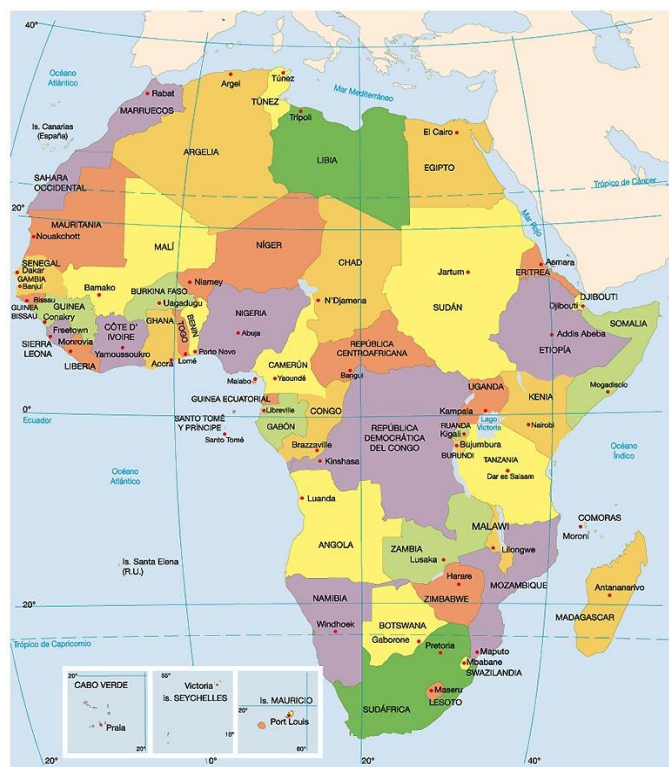 Océano
Atlántico
Rabat
MARRUECOS
Argel
Túnez
TÚNEZ
Mar Mediterráneo
Trípoli
Is. Canarias
(España)
ARGELIA
LIBIA
El Cairo
EGIPTO
SAHARA
OCCIDENTAL
Trópico de Cáncer
20°
MAURITANIA
Nouakchott
MALÍ
NÍGER
CHAD
Mar Rojo
SENEGAL
Dakar
GAMBIA
Banjul
Bissau
GUINEA
BISSAU
GUINEA
Conakry
Bamako
BURKINA FASO
Uagadugu
Niamey
N'Djamena
Jartum
SUDÁN
Asmara
ERITREA
DJIBOUTI
Djibouti
SOMALIA
Freetown
SIERRA
LEONA
Monrovia
LIBERIA
CÔTE D'
IVOIRE
Yamoussoukro
GHANA
Accra
TOGO
Lomé
BENIN
Porto Novo
NIGERIA
Abuja
CAMERÚN
Yaoundé
Malabo
REPÚBLICA
CENTROAFRICANA
Bangui
Addis Abeba
ETIOPÍA
Mogadiscio
0°
Ecuador
GUINEA ECUATORIAL
Libreville
GABÓN
SANTO TOMÉ
Y PRÍNCIPE
Santo Tomé
CONGO
Brazzaville
Kinshasa
REPÚBLICA
DEMOCRÁTICA
DEL CONGO
UGANDA
Kampala
Lago
Victoria
KENIA
Nairobi
RUANDA
Kigali
Bujumbura
BURUNDI
TANZANIA
Dar es Salaam
Océano
Índico
Océano
Atlántico
Luanda
ANGOLA
ZAMBIA
Lusaka
MALAWI
Lilongwe
COMORAS
Moroní
Is. Santa Elena
(R.U.)
Harare
ZIMBABWE
MOZAMBIQUE
Antananarivo
MADAGASCAR
20°
NAMIBIA
Windhoek
BOTSWANA
Gaborone
Pretoria
Maputo
Mbabane
SWAZILANDIA
Trópico de Capricornio
Maseru
LESOTO
SUDÁFRICA
20°
CABO VERDE
Praia
20°
55°
Victoria
Is. SEYCHELLES
10°
Is. MAURICIO
20°
Port Louis
60°
20°
10°
0°
20°
40°